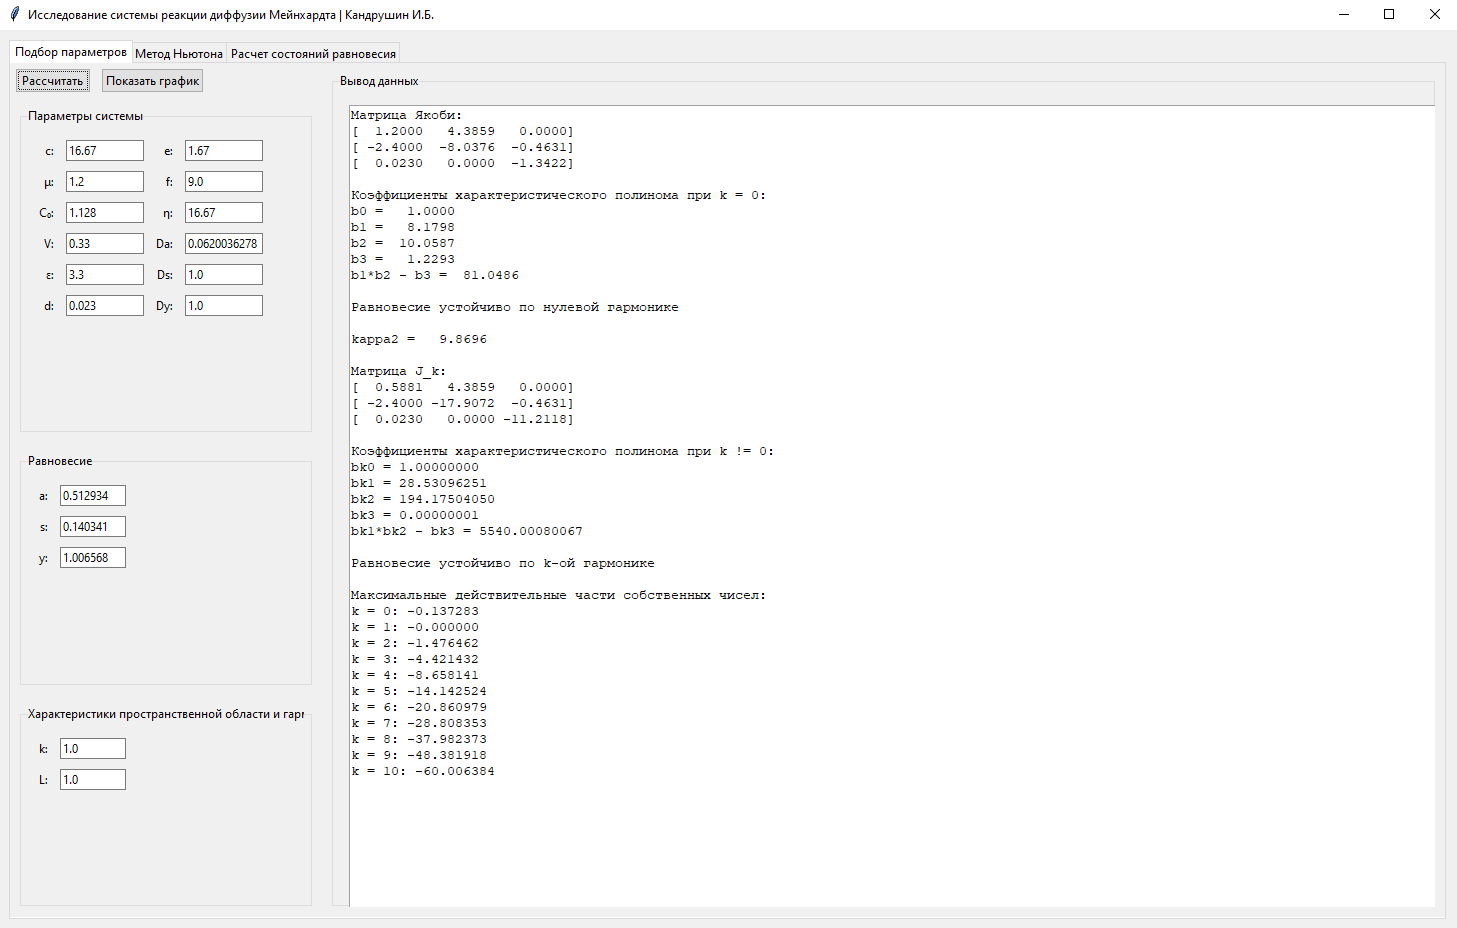 Исследование системы реакции диффузии Мейнхардта | Кандрушин И.Б.
Подбор параметров Метод Ньютона Расчет состояний равновесия
Рассчитать Показать график
Параметры системы
c: 16.67 e: 1.67
μ: 1.2 f: 9.0
C₀: 1.128 η: 16.67
V: 0.33 Da: 0.0620036278
ε: 3.3 Ds: 1.0
d: 0.023 Dy: 1.0
Равновесие
a: 0.512934
s: 0.140341
y: 1.006568
Характеристики пространственной области и гарм
k: 1.0
L: 1.0
Вывод данных
Матрица Якоби:
[  1.2000   4.3859   0.0000]
[ -2.4000  -8.0376  -0.4631]
[  0.0230   0.0000  -1.3422]
Коэффициенты характеристического полинома при k = 0:
b0 =   1.0000
b1 =   8.1798
b2 =  10.0587
b3 =   1.2293
b1*b2 - b3 =  81.0486
Равновесие устойчиво по нулевой гармонике
kappa2 =   9.8696
Матрица J_k:
[  0.5881   4.3859   0.0000]
[ -2.4000 -17.9072  -0.4631]
[  0.0230   0.0000 -11.2118]
Коэффициенты характеристического полинома при k != 0:
bk0 = 1.00000000
bk1 = 28.53096251
bk2 = 194.17504050
bk3 = 0.00000001
bk1*bk2 - bk3 = 5540.00080067
Равновесие устойчиво по k-ой гармонике
Максимальные действительные части собственных чисел:
k = 0: -0.137283
k = 1: -0.000000
k = 2: -1.476462
k = 3: -4.421432
k = 4: -8.658141
k = 5: -14.142524
k = 6: -20.860979
k = 7: -28.808353
k = 8: -37.982373
k = 9: -48.381918
k = 10: -60.006384